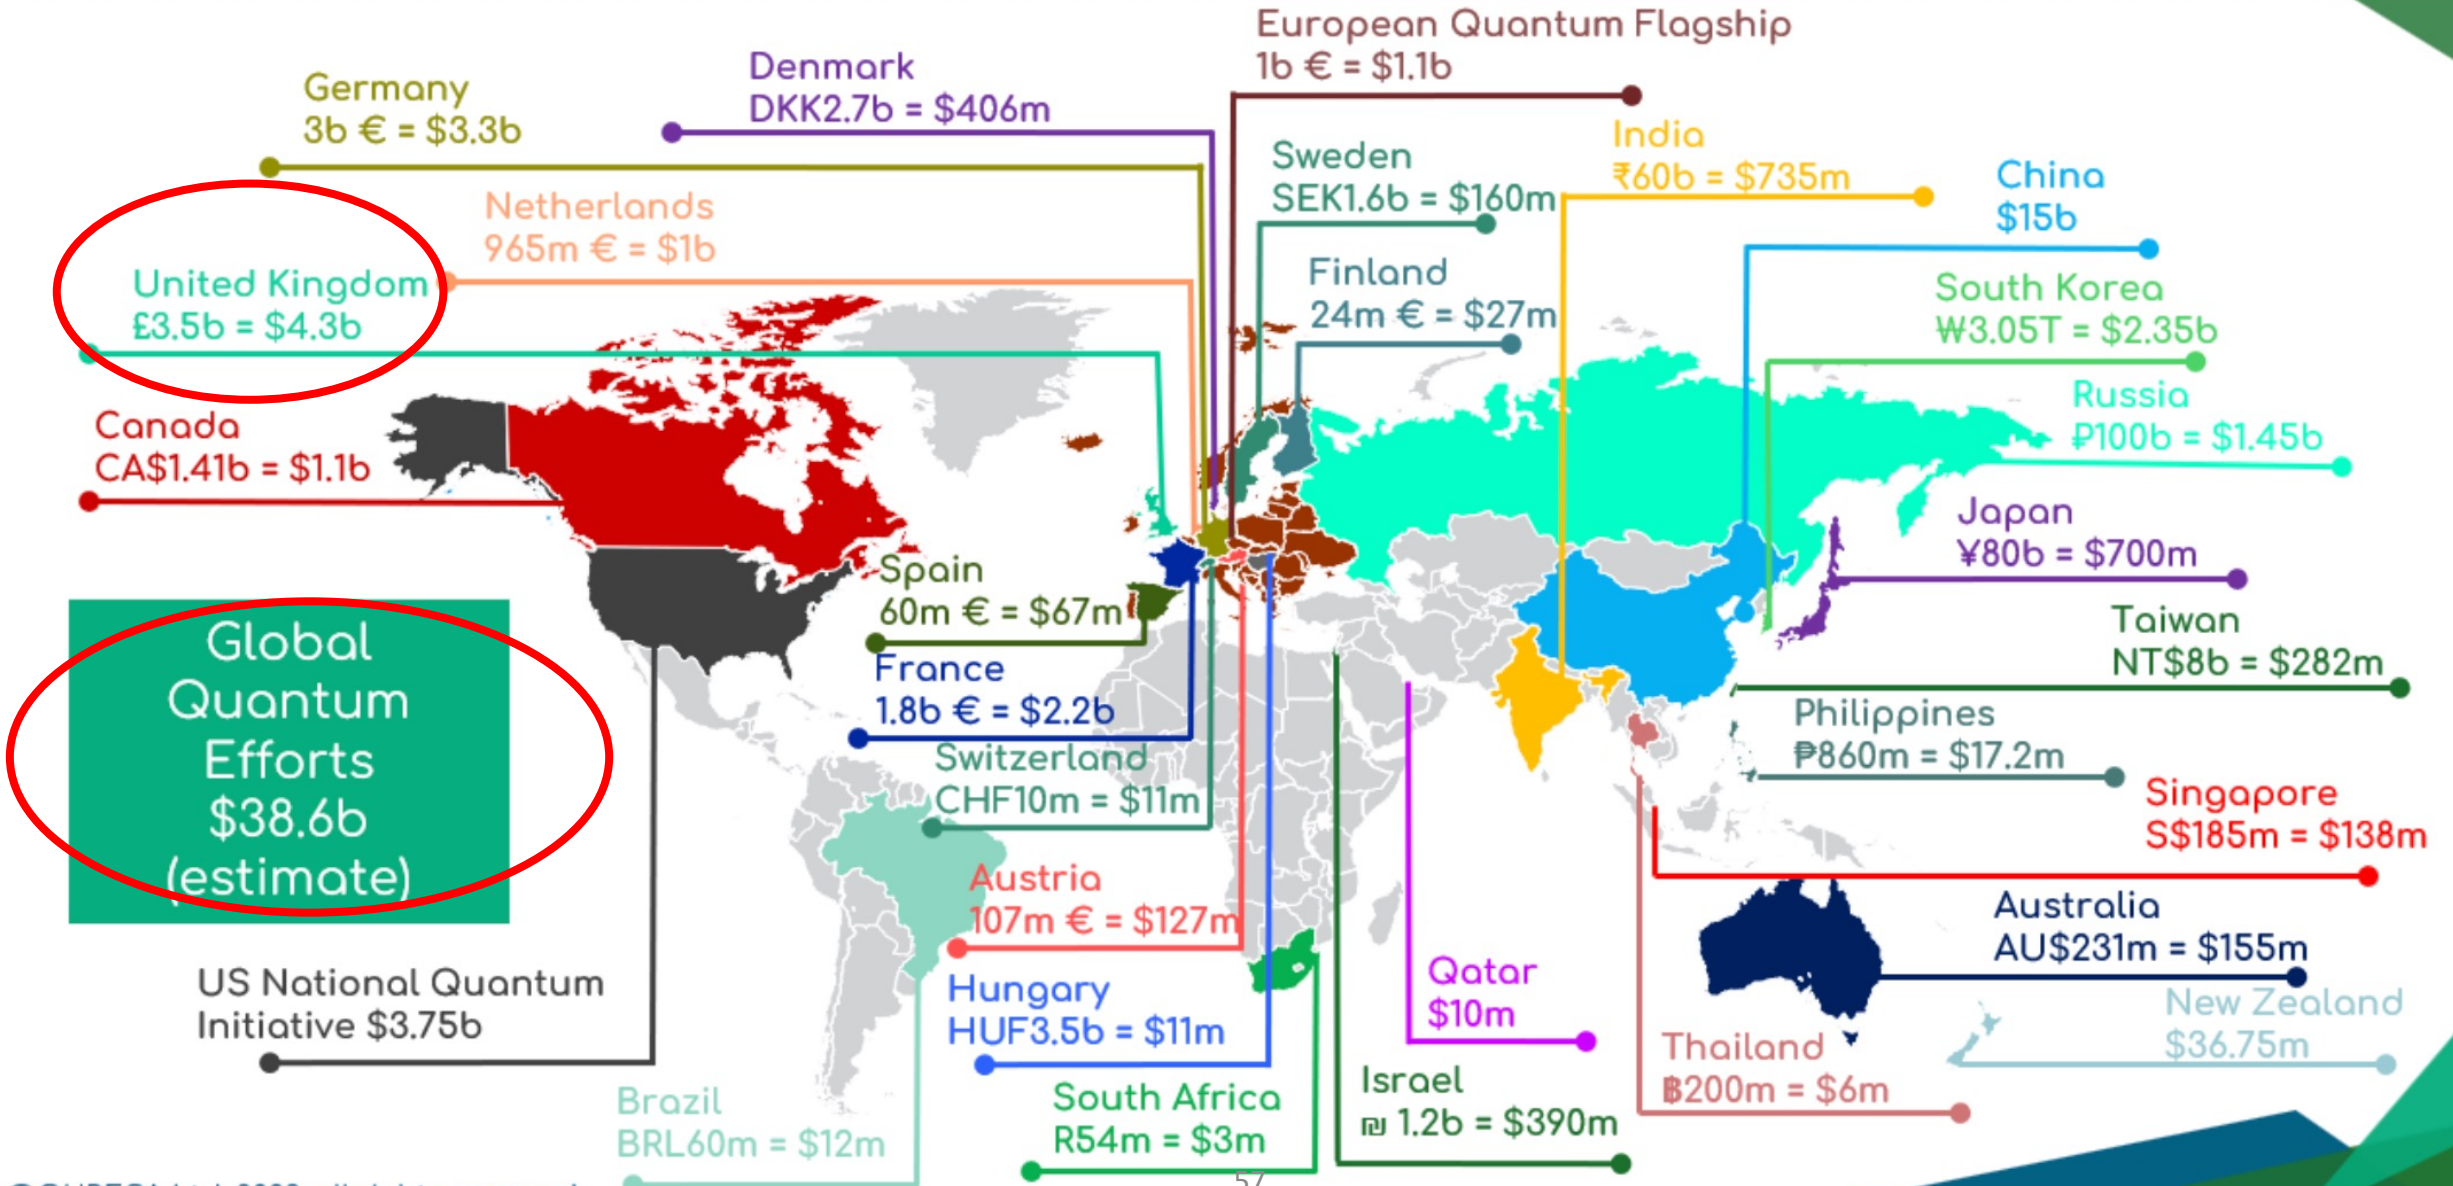 European Quantum Flagship
1b € = $1.1b
Denmark
DKK2.7b = $406m
Germany
3b € = $3.3b
India
₹60b = $735m
Sweden
SEK1.6b = $160m
China
$15b
Netherlands
965m € = $1b
Finland
24m € = $27m
United Kingdom
£3.5b = $4.3b
South Korea
₩3.05T = $2.35b
Russia
₽100b = $1.45b
Canada
CA$1.41b = $1.1b
Japan
¥80b = $700m
Spain
60m € = $67m
Taiwan
NT$8b = $282m
Global
Quantum
Efforts
$38.6b
(estimate)
France
1.8b € = $2.2b
Philippines
₱860m = $17.2m
Switzerland
CHF10m = $11m
Singapore
S$185m = $138m
Austria
107m € = $127m
Australia
AU$231m = $155m
US National Quantum
Initiative $3.75b
Hungary
HUF3.5b = $11m
Qatar
$10m
New Zealand
$36.75m
Thailand
฿200m = $6m
Israel
₪ 1.2b = $390m
Brazil
BRL60m = $12m
South Africa
R54m = $3m
57